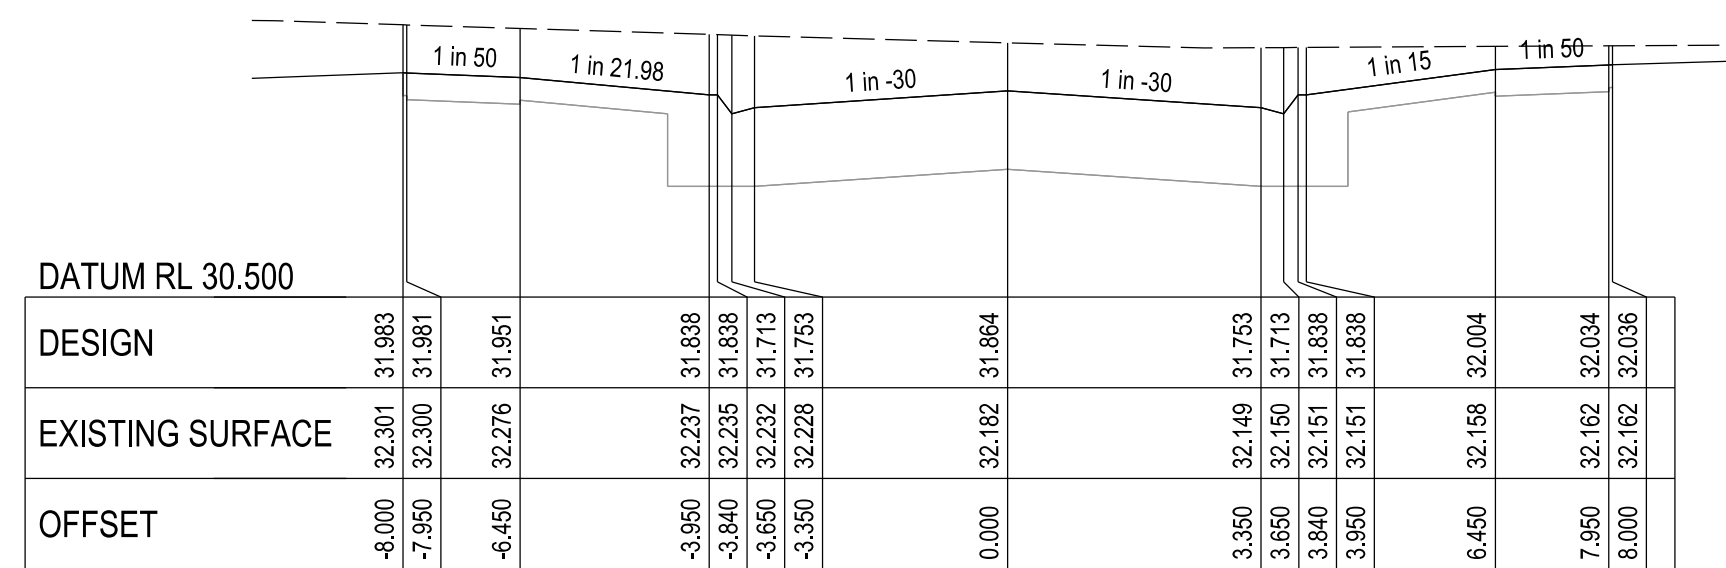 1 in 50 1 in 21.98 1 in -30 1 in -30 1 in 15 1 in 50
DATUM RL 30.500
DESIGN 31.983 31.981 31.951 31.838 31.838 31.713 31.753 31.864 31.753 31.713 31.838 31.838 32.004 32.034 32.036
EXISTING SURFACE 32.301 32.300 32.276 32.237 32.235 32.232 32.228 32.182 32.149 32.150 32.151 32.151 32.158 32.162 32.162
OFFSET -8.000 -7.950 -6.450 -3.950 -3.840 -3.650 -3.350 0.000 3.350 3.650 3.840 3.950 6.450 7.950 8.000